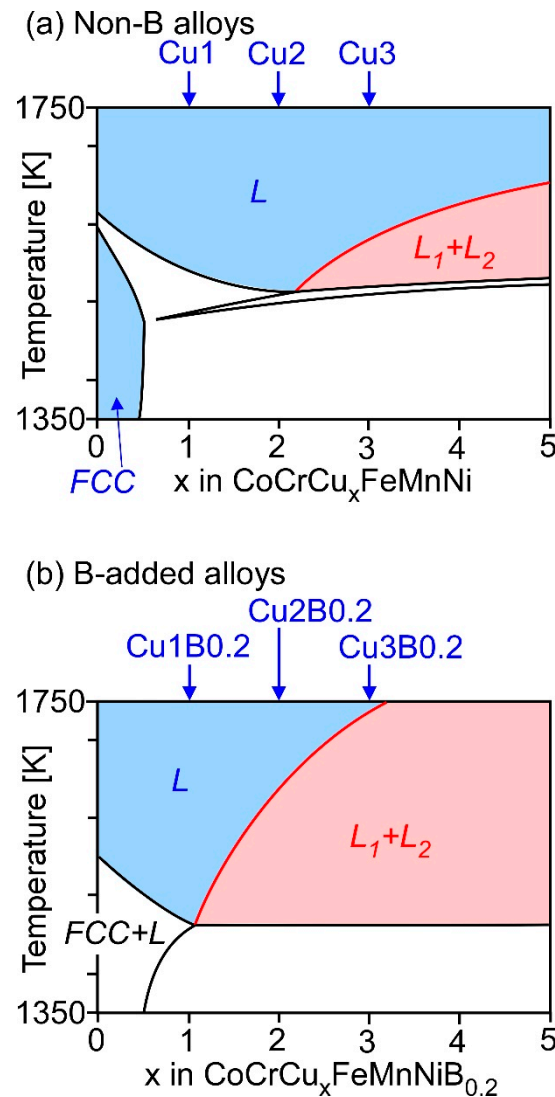 (a) Non-B alloys
Cu1 Cu2 Cu3
1750
L
L1+L2
Temperature [K]
1350
0 1 2 3 4 5
FCC
x in CoCrCuxFeMnNi
(b) B-added alloys
Cu2B0.2
Cu1B0.2 Cu3B0.2
1750
L
L1+L2
Temperature [K]
FCC+L
1350
0 1 2 3 4 5
x in CoCrCuxFeMnNiB0.2